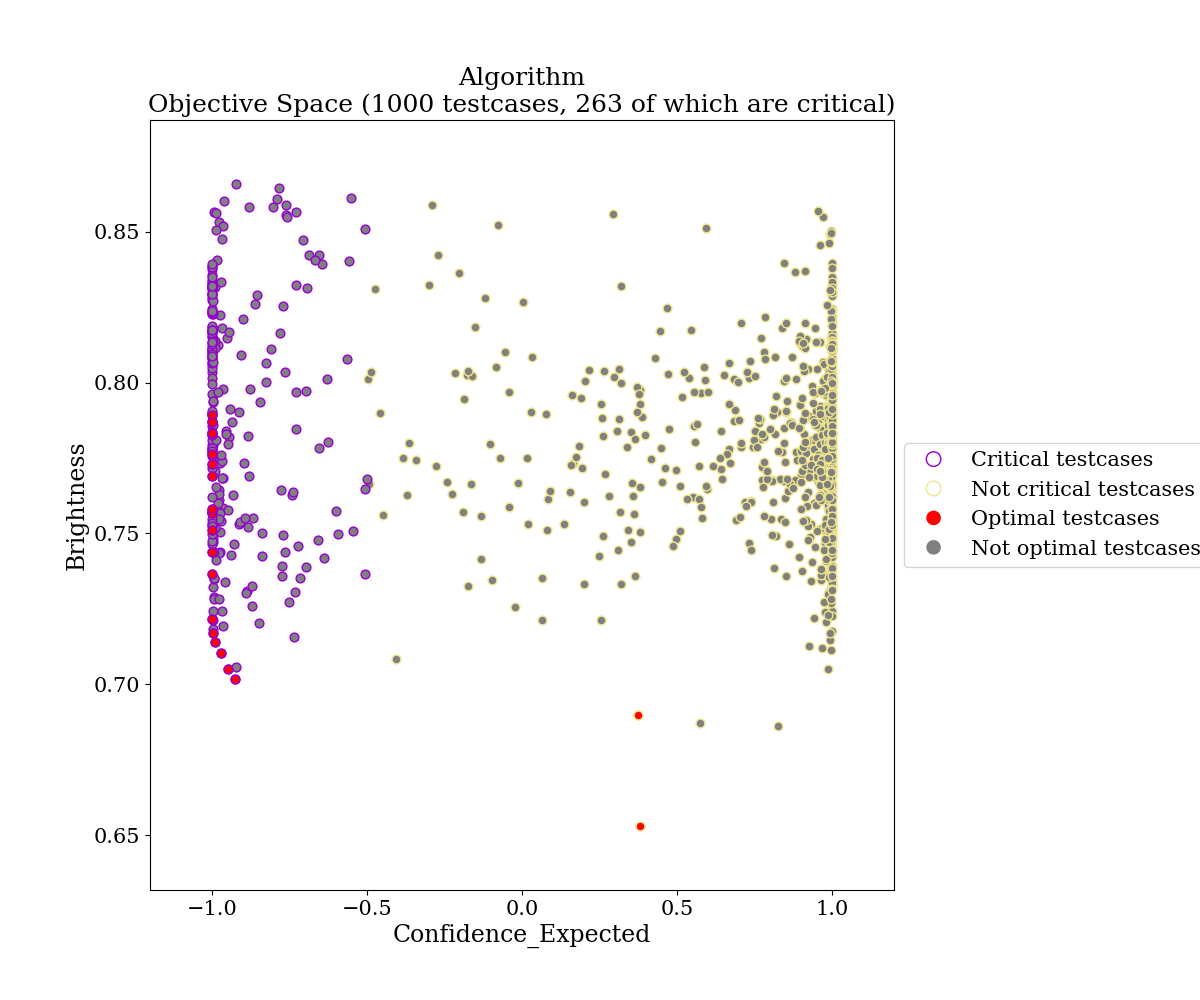 Algorithm
Objective Space (1000 testcases, 263 of which are critical)
0.85
0.80
0.75
0.70
0.65
Brightness
−1.0
−0.5
0.0
0.5
1.0
Confidence_Expected
Critical testcases
Not critical testcases
Optimal testcases
Not optimal testcases